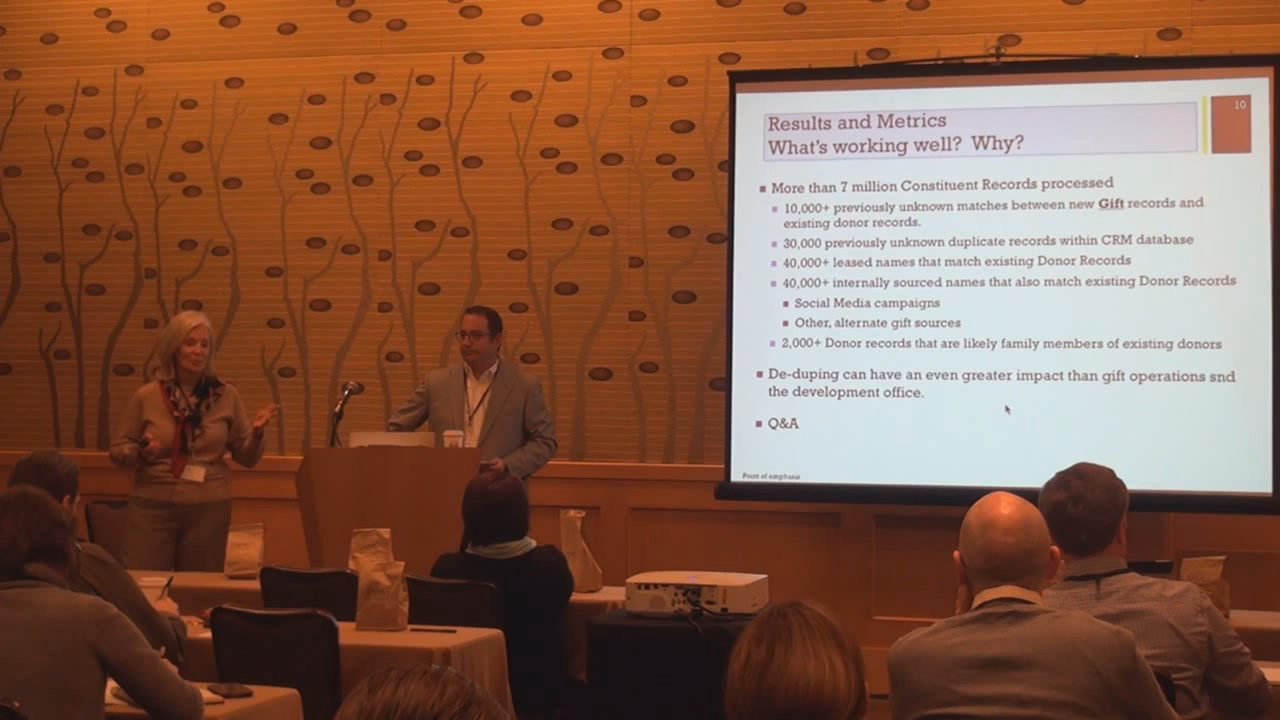 10
Results and Metrics
What's working well? Why?
More than 7 million Constituent Records processed
10,000+ previously unknown matches between new Gift records and
existing donor records.
30,000 previously unknown duplicate records within CRM database
40,000+ leased names that match existing Donor Records
40,000+ internally sourced names that also match existing Donor Records
Social Media campaigns
Other, alternate gift sources
2,000+ Donor records that are likely family members of existing donors
De-duping can have an even greater impact than gift operations snd
the development office.
Q&A
Point of emphasis